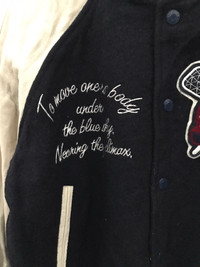 To move one's body
under
the blue sky.
Nearing the climax.